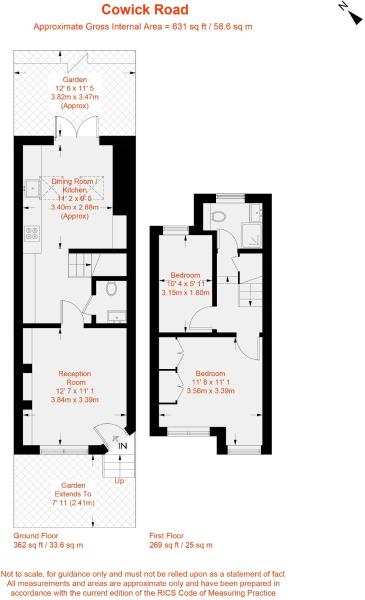 Cowick Road
Approximate Gross Internal Area = 631 sq ft / 58.6 sq m
N
Garden
12' 6 x 11' 5
3.82m x 3.47m
(Approx)
Dining Room /
Kitchen
11' 2 x 9' 5
3.40m x 2.88m
(Approx)
Bedroom
10' 4 x 5' 11
3.15m x 1.80m
Reception
Room
12' 7 x 11' 1
3.84m x 3.39m
Bedroom
11' 8 x 11' 1
3.56m x 3.39m
IN
Up
Garden
Extends To
7' 11 (2.41m)
Ground Floor
362 sq ft / 33.6 sq m
First Floor
269 sq ft / 25 sq m
Not to scale, for guidance only and must not be relied upon as a statement of fact
All measurements and areas are approximate only and have been prepared in
accordance with the current edition of the RICS Code of Measuring Practice